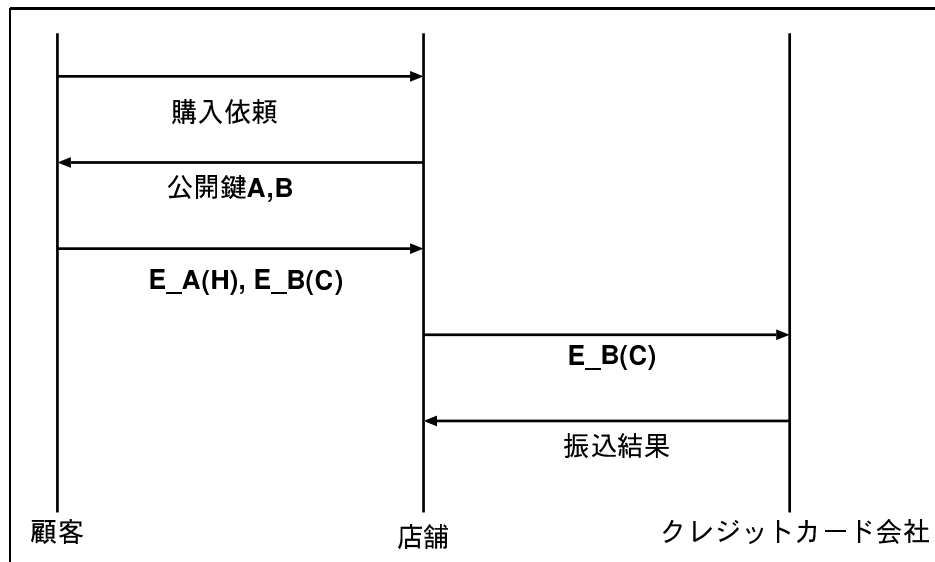 購入依頼
公開鍵A,B
E_A(H), E_B(C)
E_B(C)
振込結果
顧客
店舗
クレジットカード会社